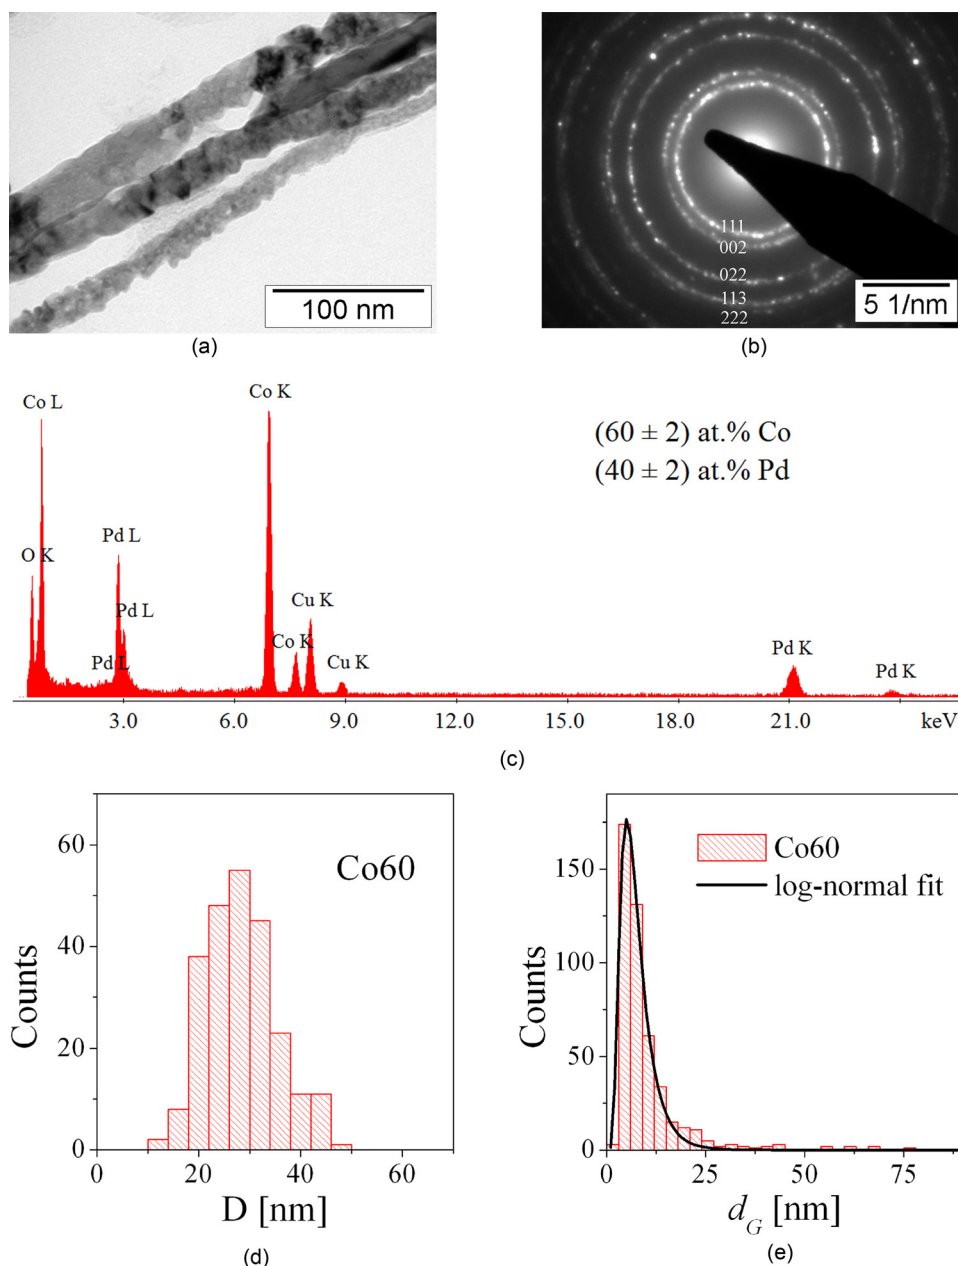 100 nm
(a)
111
002
022
113
222
5 1/nm
(b)
Co L
Co K
(60 ± 2) at.% Co
(40 ± 2) at.% Pd
Pd L
O K
Pd L
Cu K
Co K
Pd L
Cu K
Pd K
Pd K
3.0 6.0 9.0 12.0 15.0 18.0 21.0 keV
(c)
Co60
Counts
60
40
20
0
0 20 40 60
D [nm]
(d)
Co60
log-normal fit
Counts
150
100
50
0
0 25 50 75
d_G [nm]
(e)